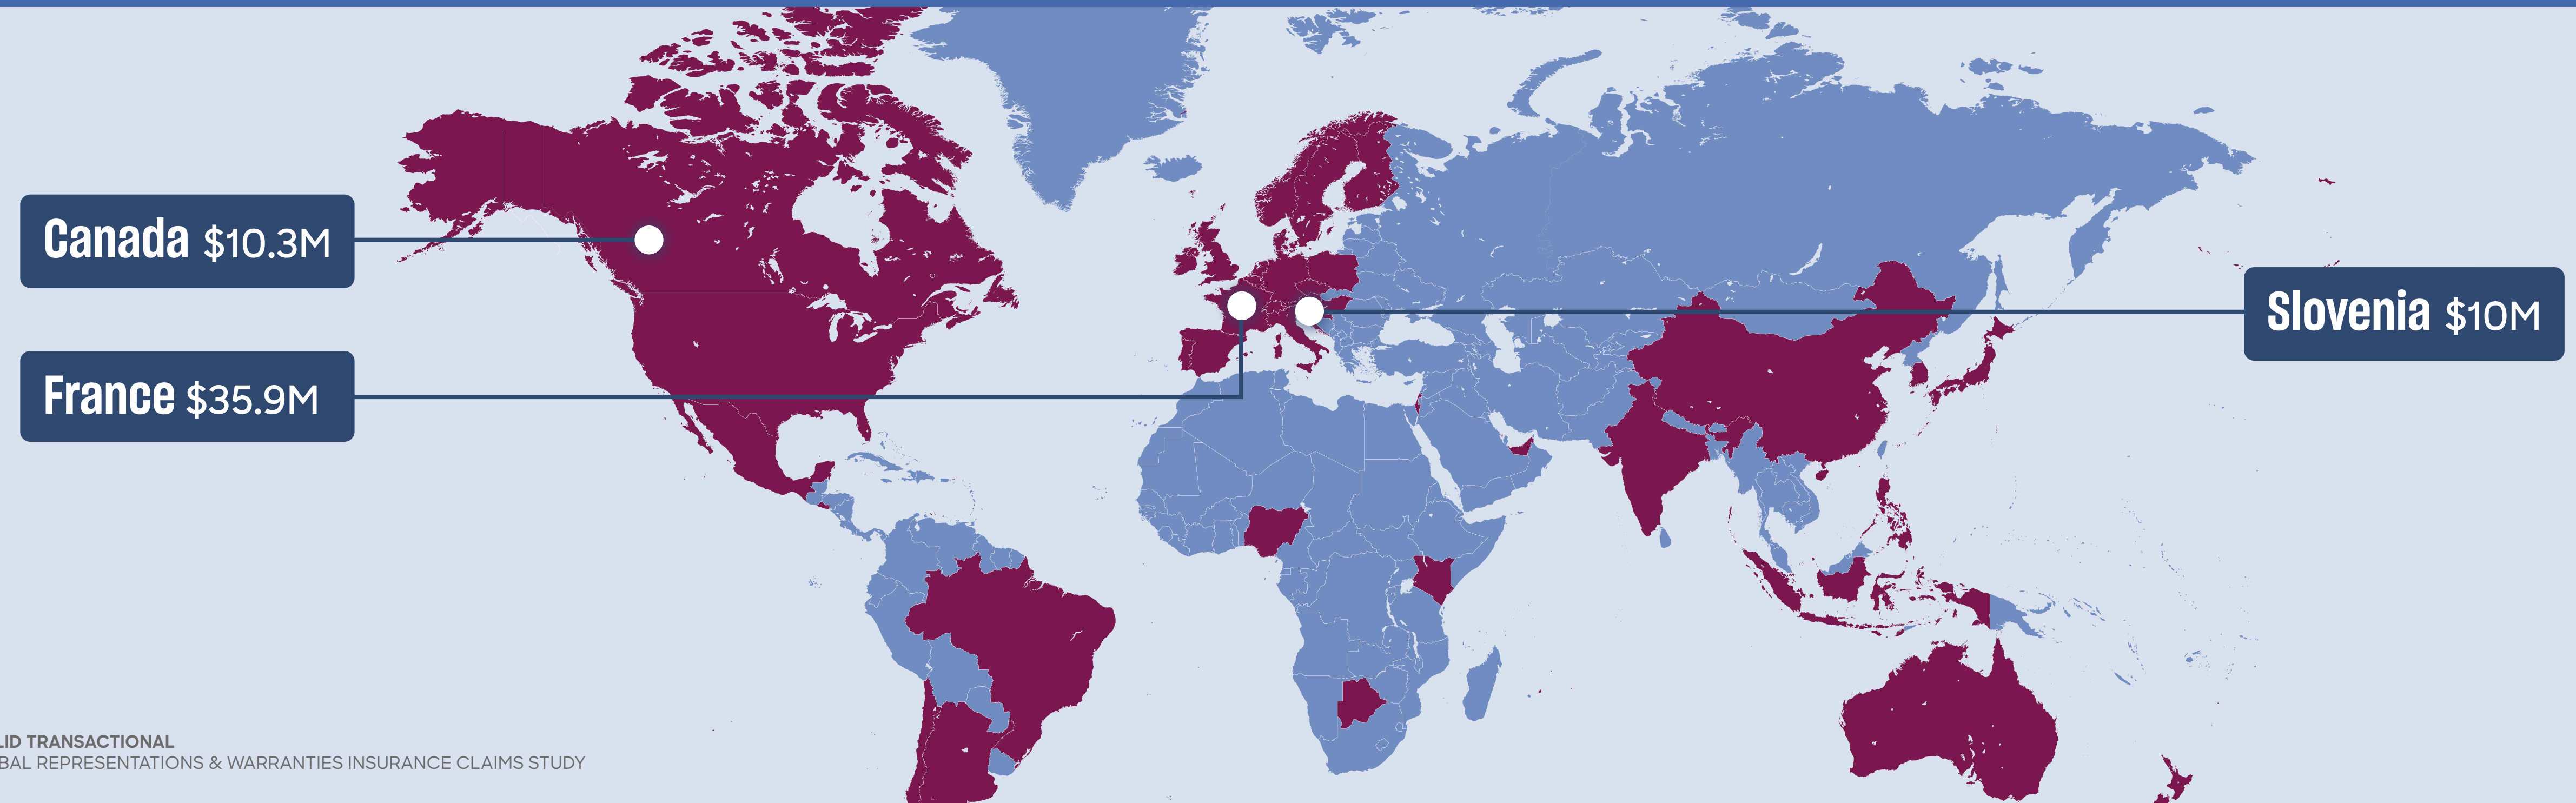 Canada $10.3M
France $35.9M
Slovenia $10M
LID TRANSACTIONAL
BAL REPRESENTATIONS & WARRANTIES INSURANCE CLAIMS STUDY